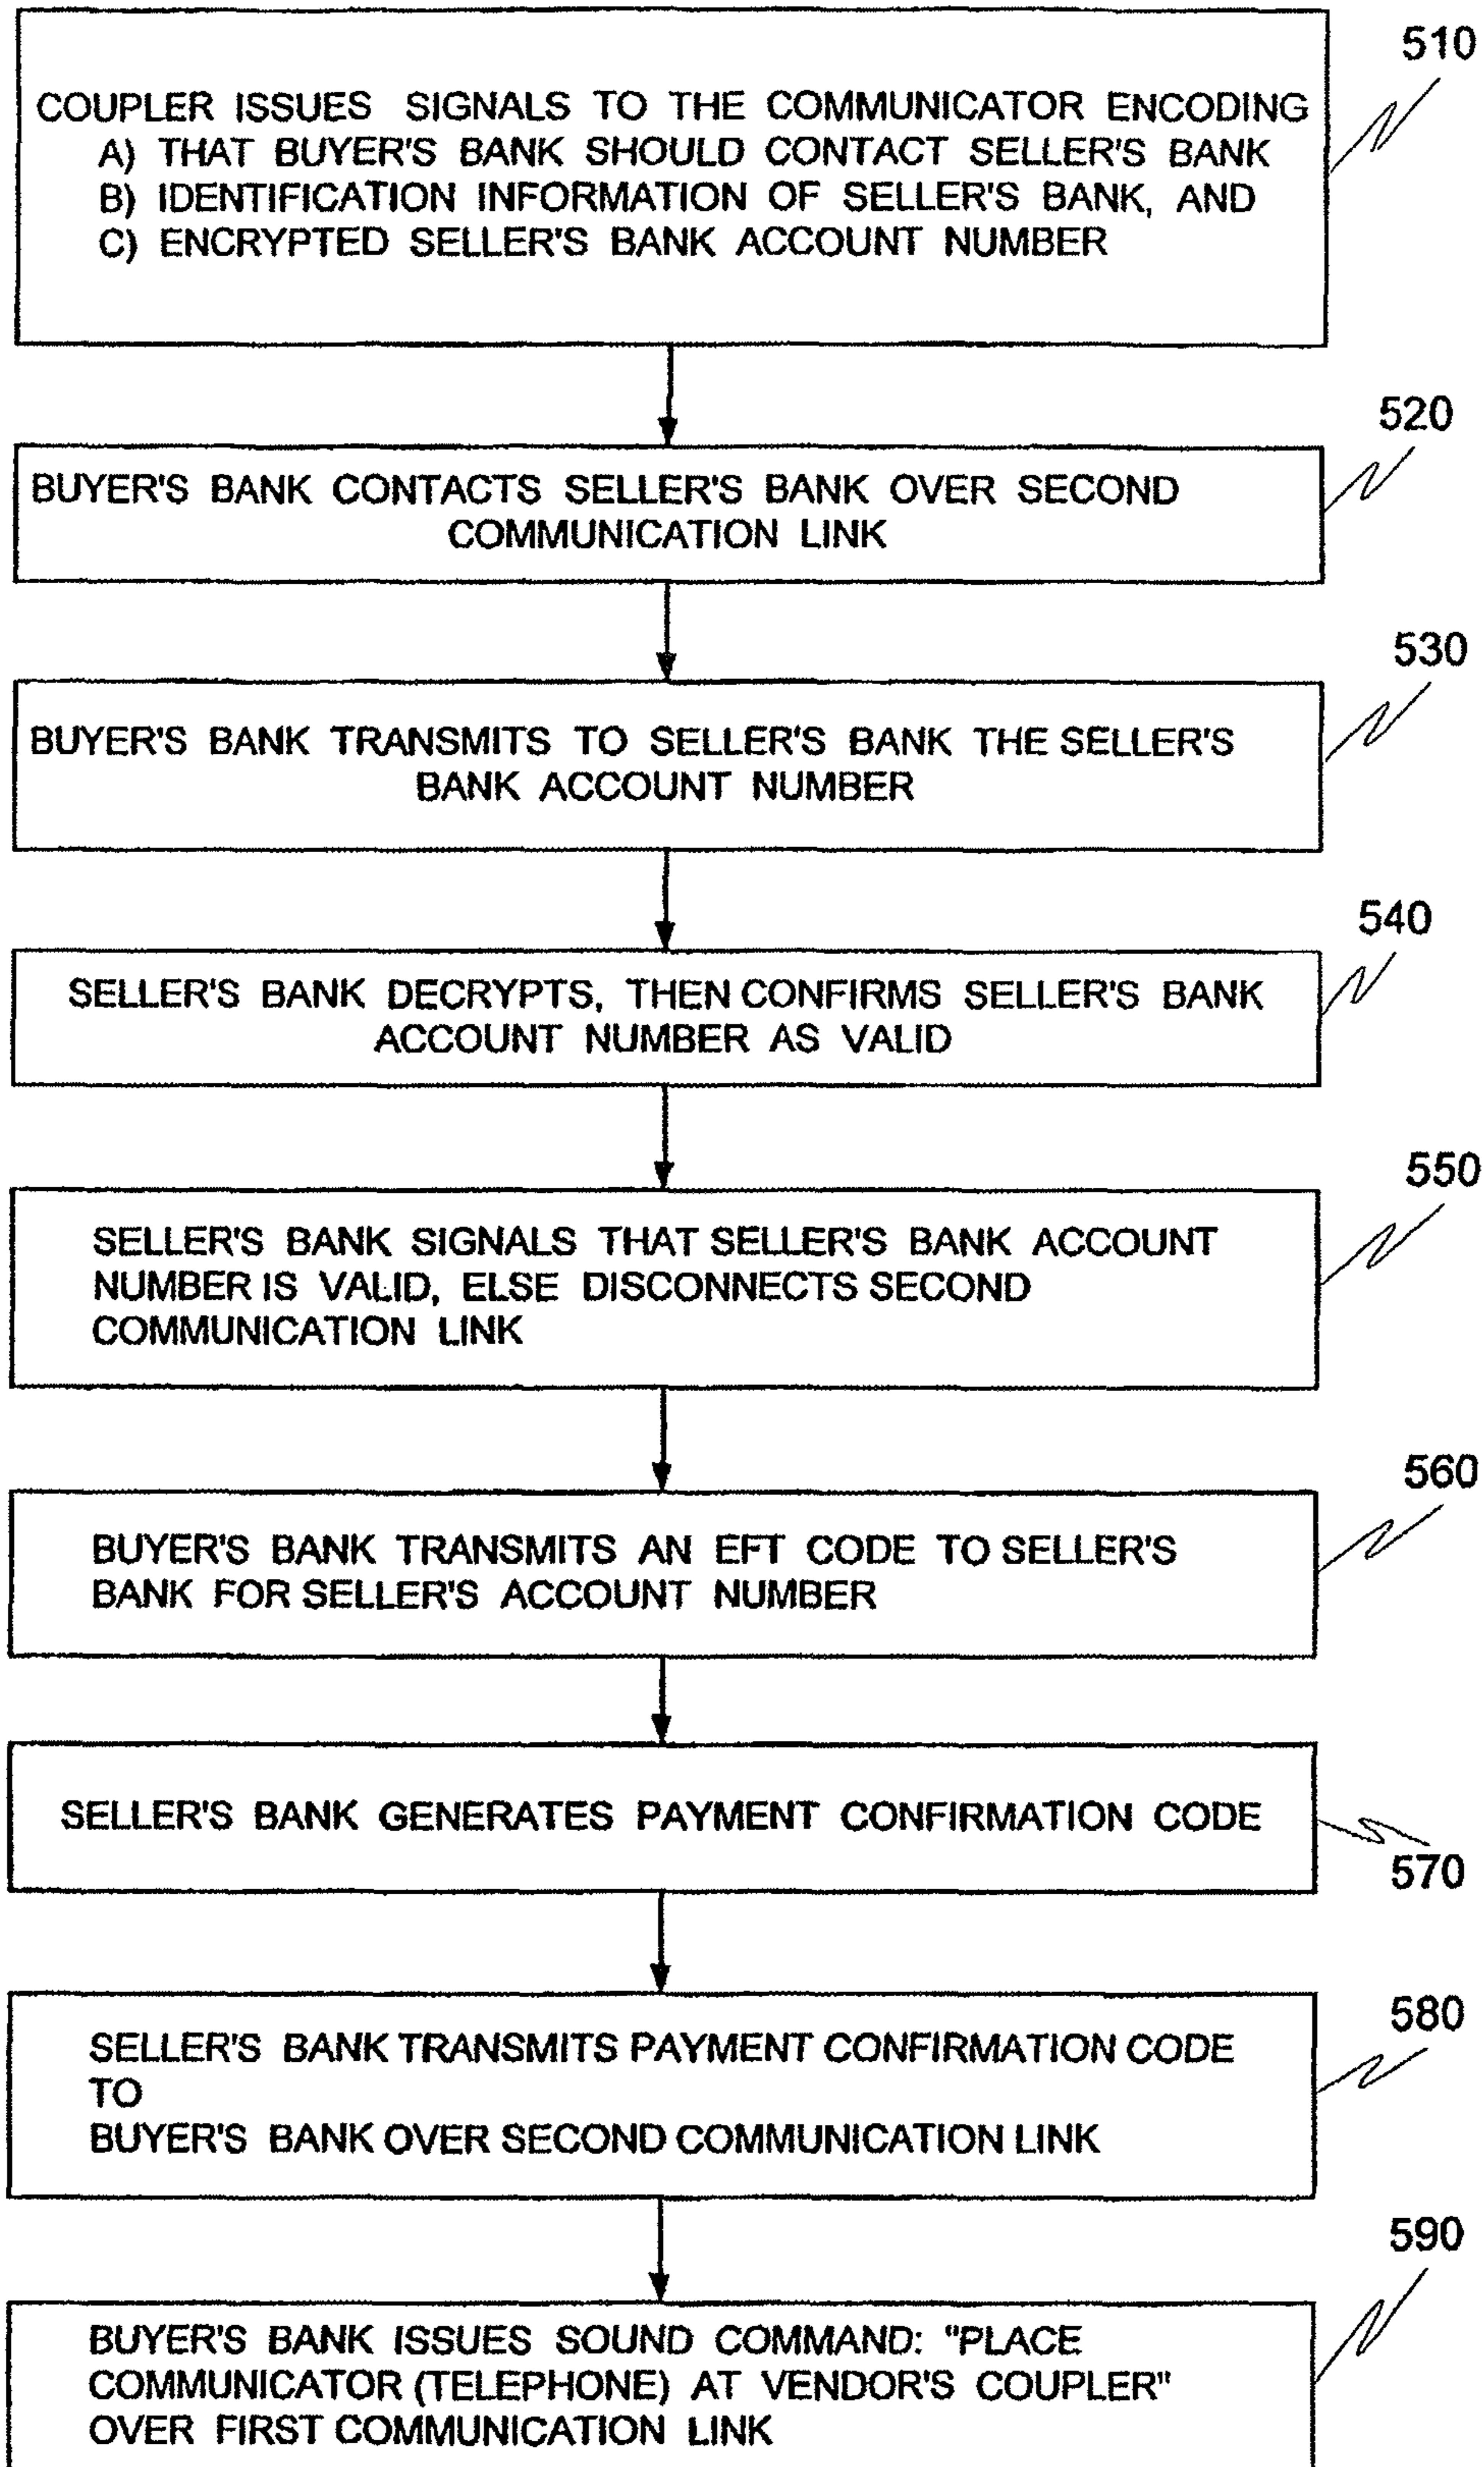 510
COUPLER ISSUES SIGNALS TO THE COMMUNICATOR ENCODING
A) THAT BUYER'S BANK SHOULD CONTACT SELLER'S BANK
B) IDENTIFICATION INFORMATION OF SELLER'S BANK, AND
C) ENCRYPTED SELLER'S BANK ACCOUNT NUMBER
520
BUYER'S BANK CONTACTS SELLER'S BANK OVER SECOND
COMMUNICATION LINK
530
BUYER'S BANK TRANSMITS TO SELLER'S BANK THE SELLER'S
BANK ACCOUNT NUMBER
540
SELLER'S BANK DECRYPTS, THEN CONFIRMS SELLER'S BANK
ACCOUNT NUMBER AS VALID
550
SELLER'S BANK SIGNALS THAT SELLER'S BANK ACCOUNT
NUMBER IS VALID, ELSE DISCONNECTS SECOND
COMMUNICATION LINK
560
BUYER'S BANK TRANSMITS AN EFT CODE TO SELLER'S
BANK FOR SELLER'S ACCOUNT NUMBER
SELLER'S BANK GENERATES PAYMENT CONFIRMATION CODE
570
580
SELLER'S BANK TRANSMITS PAYMENT CONFIRMATION CODE
TO
BUYER'S BANK OVER SECOND COMMUNICATION LINK
590
BUYER'S BANK ISSUES SOUND COMMAND: "PLACE
COMMUNICATOR (TELEPHONE) AT VENDOR'S COUPLER"
OVER FIRST COMMUNICATION LINK